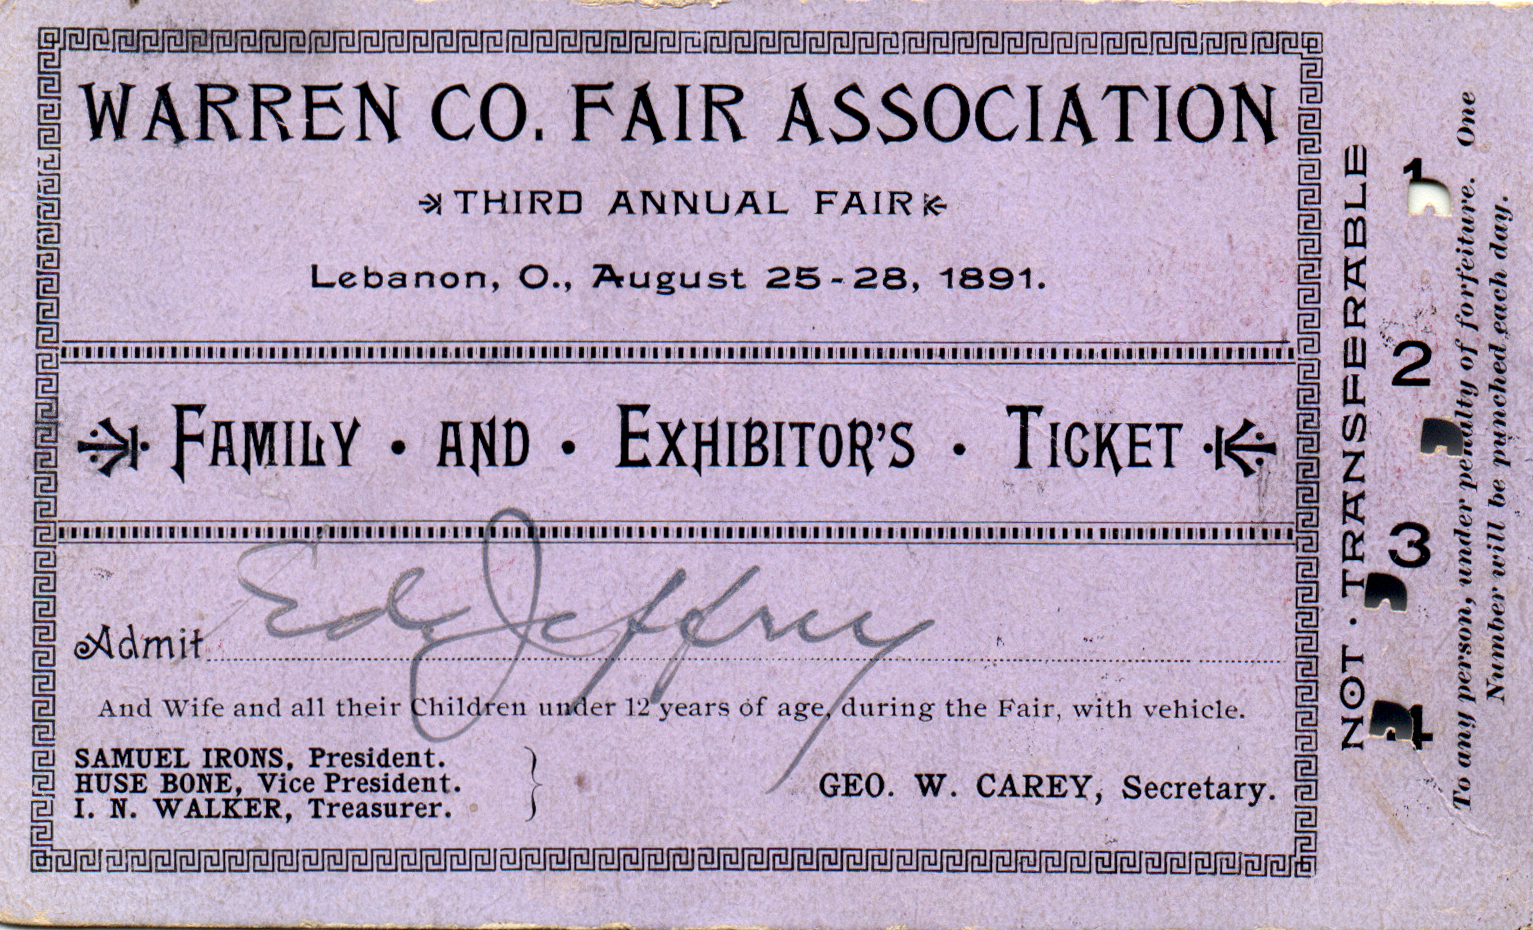 WARREN CO. FAIR ASSOCIATION
THIRD ANNUAL FAIR
Lebanon, O., August 25-28, 1891.
FAMILY · AND · EXHIBITOR'S · TICKET
Admit Ed Jeffrey
And Wife and all their Children under 12 years of age, during the Fair, with vehicle.
SAMUEL IRONS, President.
HUSE BONE, Vice President.
I. N. WALKER, Treasurer.
GEO. W. CAREY, Secretary.
NOT · TRANSFERABLE
1
2
3
4
To any person, under penalty of forfeiture. One
Number will be punched each day.